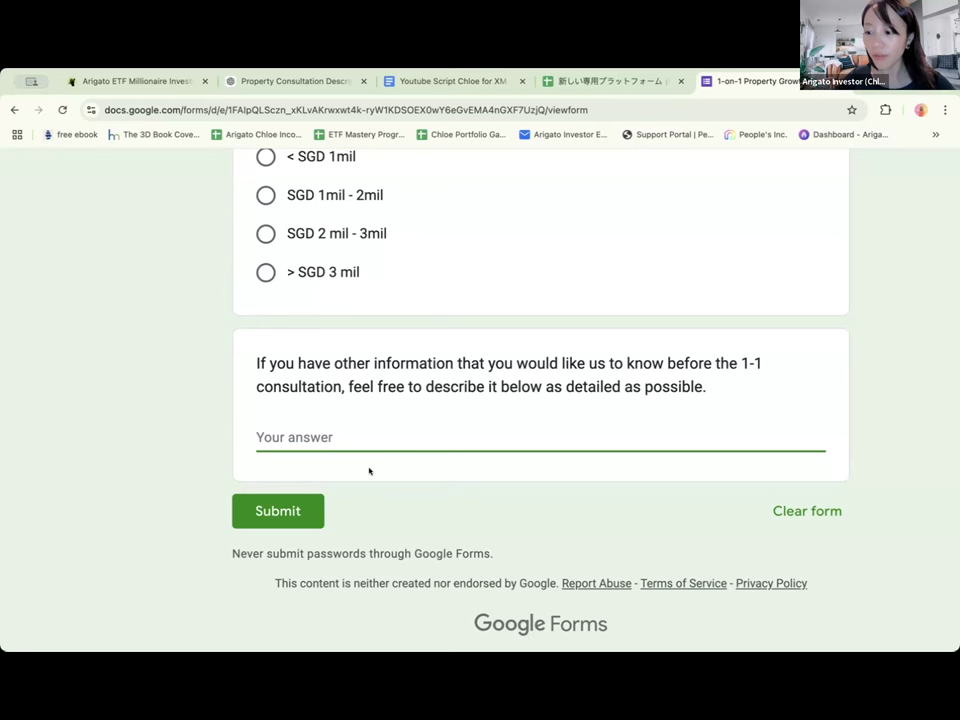 Arigato Investor (Chl...
Arigato ETF Millionaire Invest
Property Consultation Descr
Youtube Script Chloe for XM
新しい専用プラットフォーム
1-on-1 Property Grow
docs.google.com/forms/d/e/1FAIpQLSczn_xKLvAKrwxwt4k-ryW1KDSOEX0wY6eGvEMA4nGXF7UzjQ/viewform
free ebook
The 3D Book Cove...
Arigato Chloe Inco...
ETF Mastery Progr...
Chloe Portfolio Ga...
Arigato Investor E...
Support Portal | Pe...
People's Inc.
Dashboard - Ariga...
< SGD 1mil
SGD 1mil - 2mil
SGD 2 mil - 3mil
> SGD 3 mil
If you have other information that you would like us to know before the 1-1
consultation, feel free to describe it below as detailed as possible.
Your answer
Submit
Clear form
Never submit passwords through Google Forms.
This content is neither created nor endorsed by Google. Report Abuse - Terms of Service - Privacy Policy
Google Forms